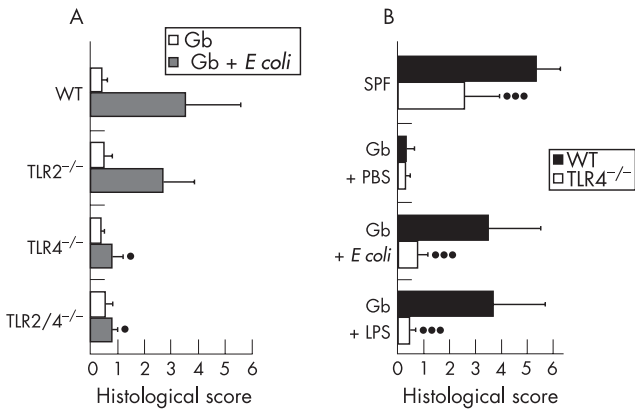 A
Gb
Gb + E coli
WT
TLR2−/−
TLR4−/−
TLR2/4−/−
0 1 2 3 4 5 6
Histological score
B
SPF
Gb
+ PBS
Gb
+ E coli
Gb
+ LPS
WT
TLR4−/−
0 1 2 3 4 5 6
Histological score